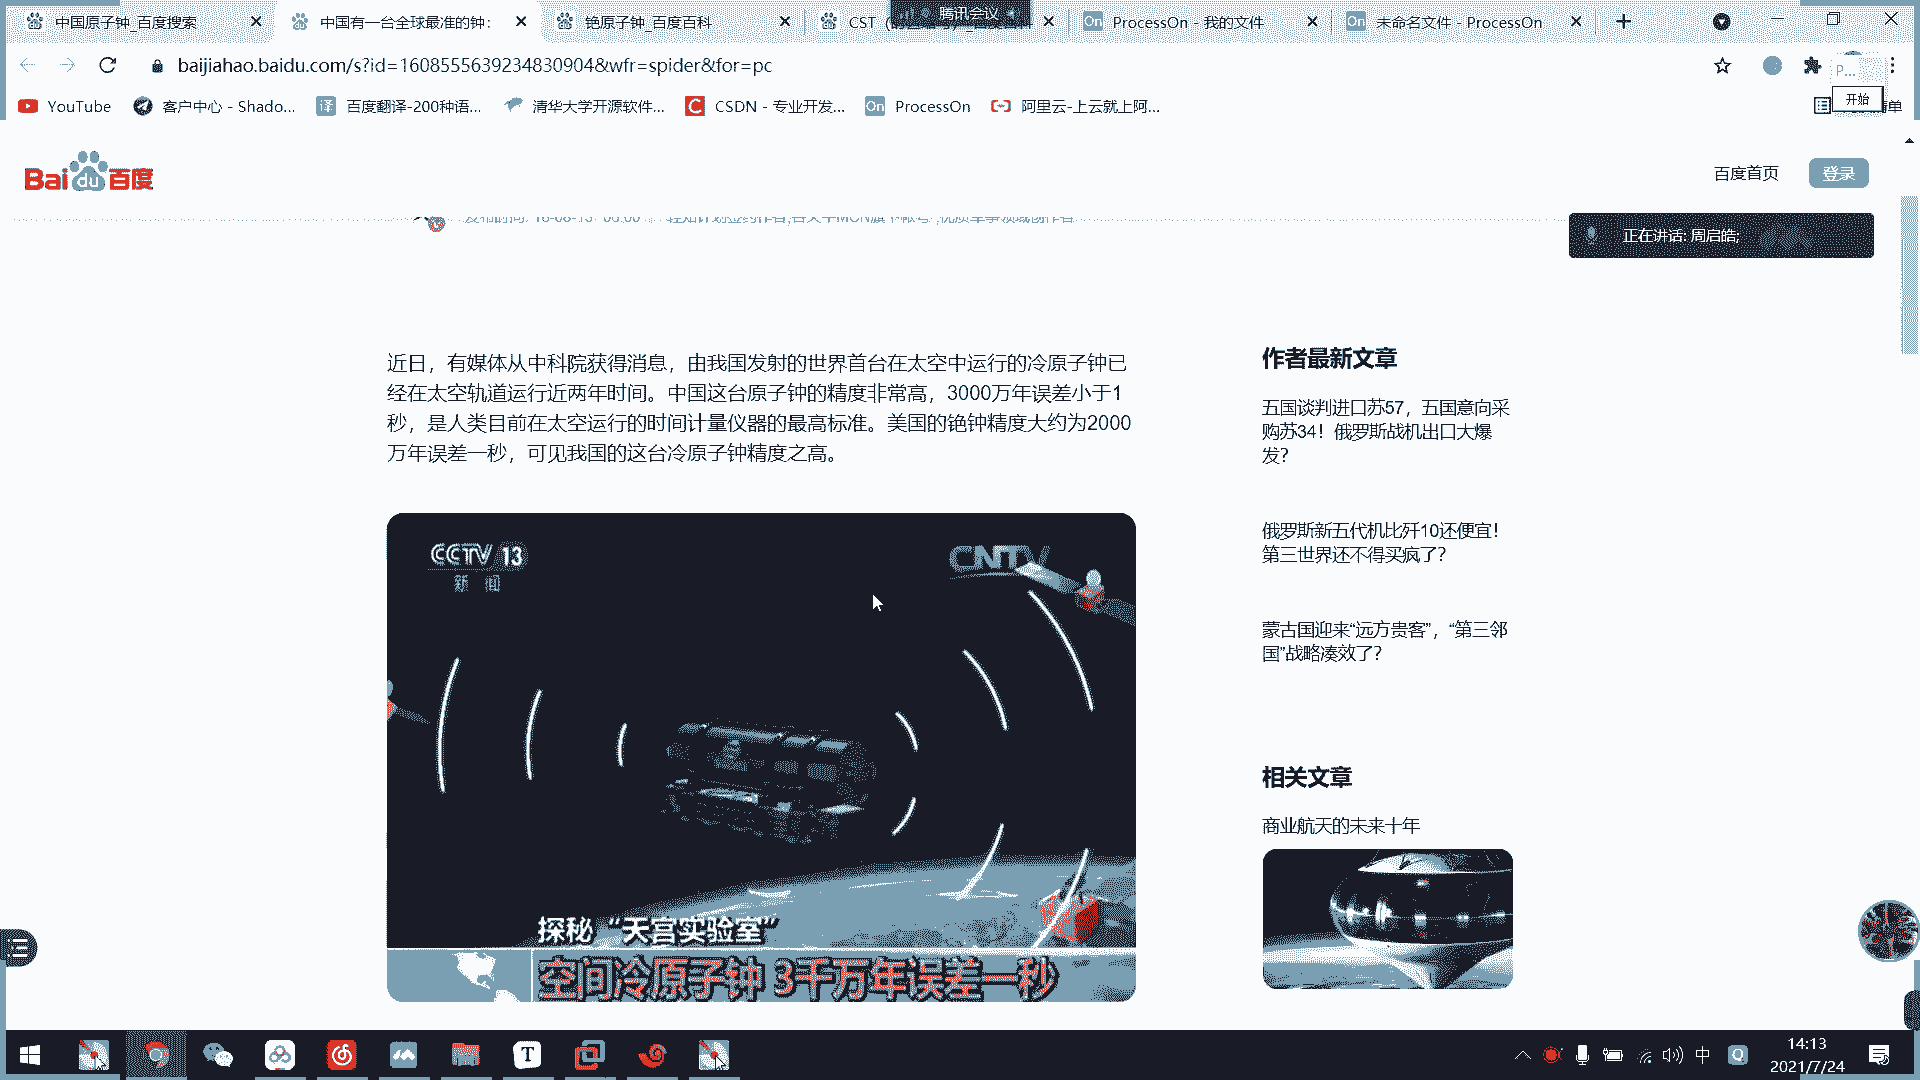 中国原子钟_百度搜索
中国有一台全球最准的钟：
铯原子钟_百度百科
CST
腾讯会议
ProcessOn - 我的文件
未命名文件 - ProcessOn
baijiahao.baidu.com/s?id=1608555639234830904&wfr=spider&for=pc
P...
开始
YouTube
客户中心 - Shado...
百度翻译-200种语...
清华大学开源软件...
CSDN - 专业开发...
ProcessOn
阿里云-上云就上阿...
Baidu百度
百度首页
登录
正在讲话: 周启皓;
近日，有媒体从中科院获得消息，由我国发射的世界首台在太空中运行的冷原子钟已
经在太空轨道运行近两年时间。中国这台原子钟的精度非常高，3000万年误差小于1
秒，是人类目前在太空运行的时间计量仪器的最高标准。美国的铯钟精度大约为2000
万年误差一秒，可见我国的这台冷原子钟精度之高。
CCTV 13
新闻
CNTV
探秘“天宫实验室”
空间冷原子钟 3千万年误差一秒
作者最新文章
五国谈判进口苏57，五国意向采
购苏34！俄罗斯战机出口大爆
发？
俄罗斯新五代机比歼10还便宜！
第三世界还不得买疯了？
蒙古国迎来“远方贵客”，“第三邻
国”战略凑效了？
相关文章
商业航天的未来十年
中
14:13
2021/7/24